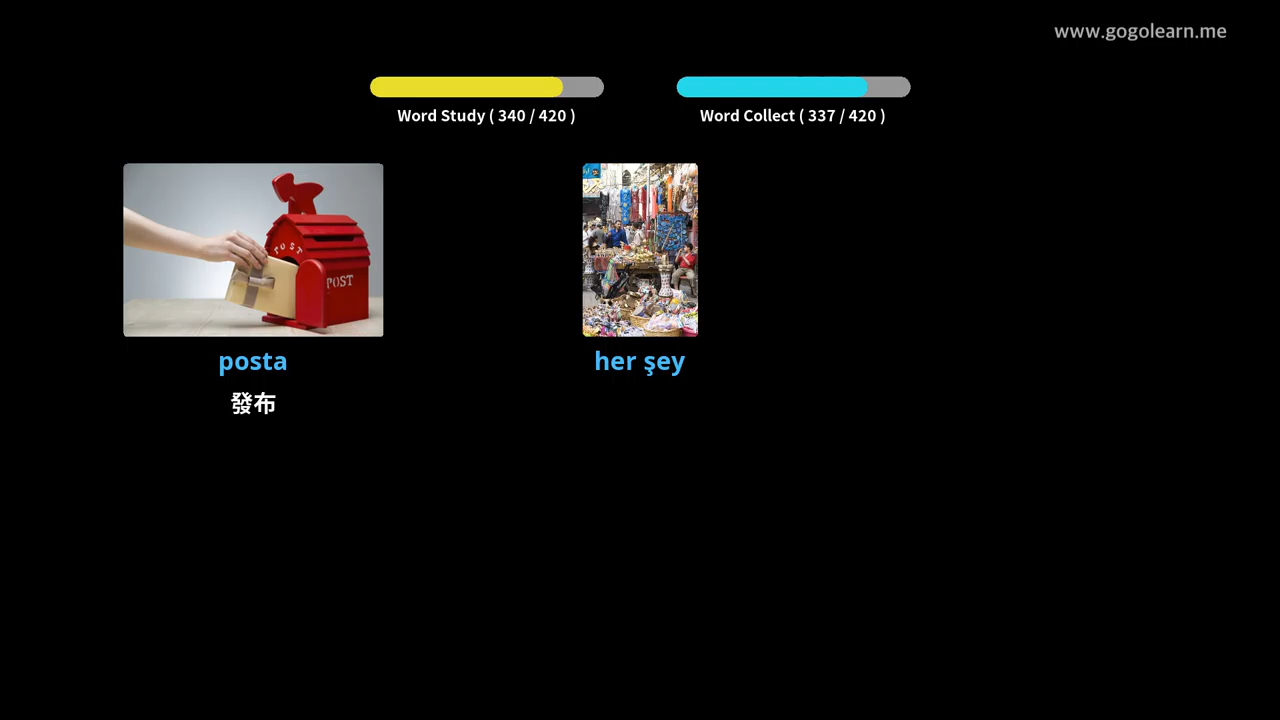 www.gogolearn.me
Word Study ( 340 / 420 )
Word Collect ( 337 / 420 )
POST
POST
posta
her şey
發布